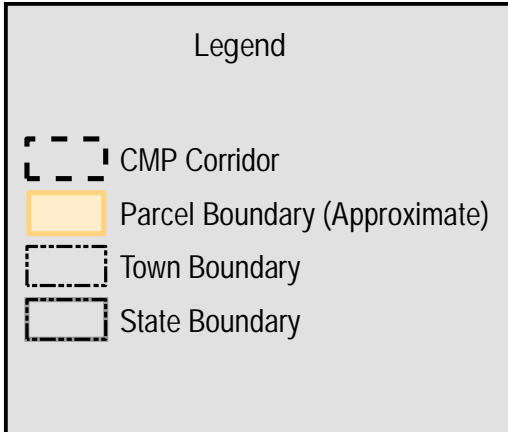 Legend
CMP Corridor
Parcel Boundary (Approximate)
Town Boundary
State Boundary